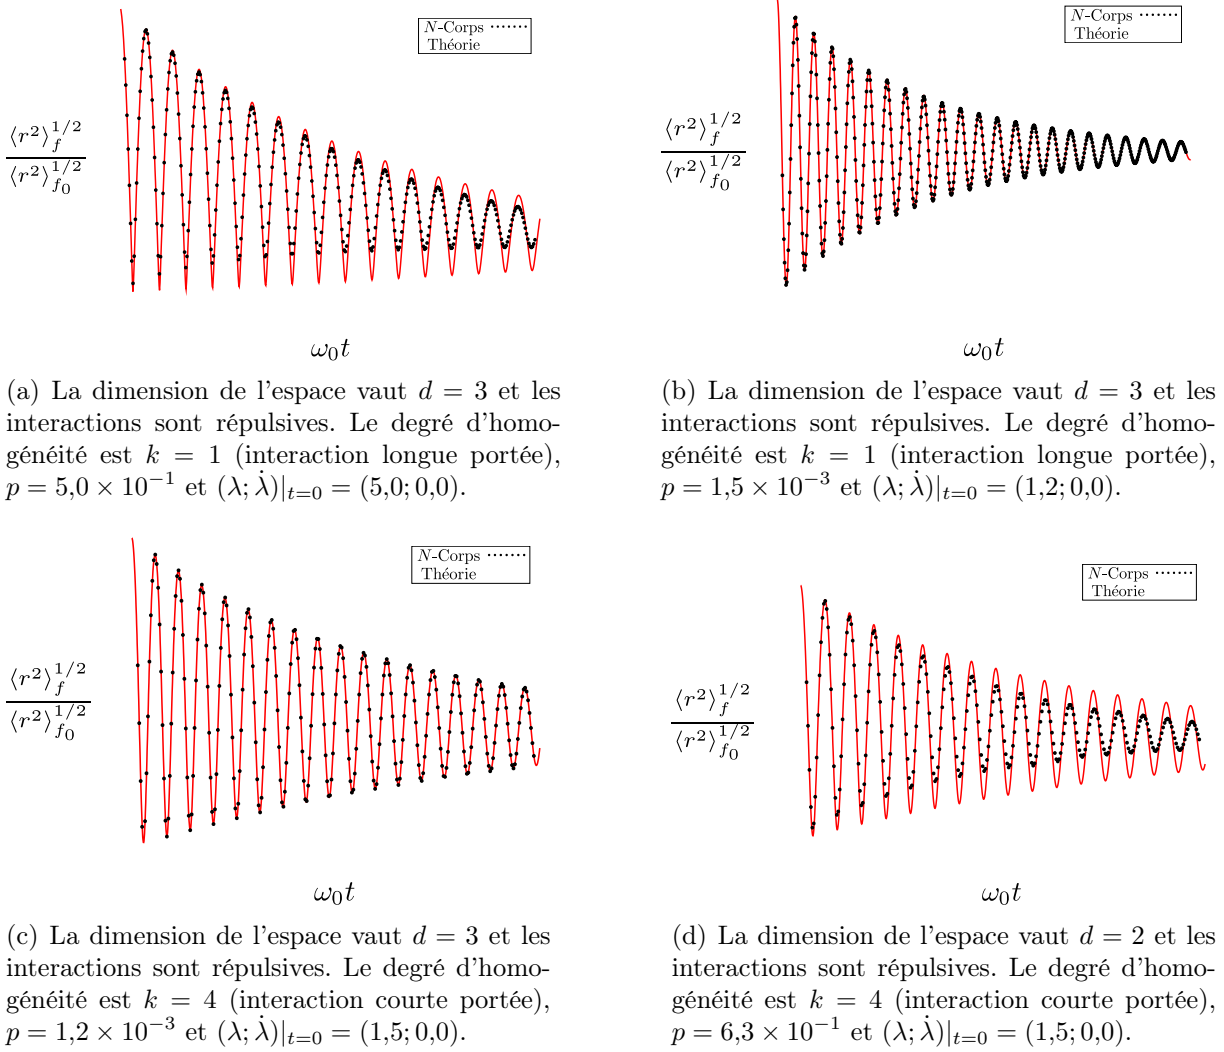 N-Corps ·······
Théorie
⟨r²⟩_f^{1/2}
⟨r²⟩_{f₀}^{1/2}
ω₀t
(a) La dimension de l'espace vaut d = 3 et les
interactions sont répulsives. Le degré d'homo-
généité est k = 1 (interaction longue portée),
p = 5,0 × 10⁻¹ et (λ; λ̇)|ₜ₌₀ = (5,0; 0,0).
N-Corps ·······
Théorie
⟨r²⟩_f^{1/2}
⟨r²⟩_{f₀}^{1/2}
ω₀t
(b) La dimension de l'espace vaut d = 3 et les
interactions sont répulsives. Le degré d'homo-
généité est k = 1 (interaction longue portée),
p = 1,5 × 10⁻³ et (λ; λ̇)|ₜ₌₀ = (1,2; 0,0).
N-Corps ·······
Théorie
⟨r²⟩_f^{1/2}
⟨r²⟩_{f₀}^{1/2}
ω₀t
(c) La dimension de l'espace vaut d = 3 et les
interactions sont répulsives. Le degré d'homo-
généité est k = 4 (interaction courte portée),
p = 1,2 × 10⁻³ et (λ; λ̇)|ₜ₌₀ = (1,5; 0,0).
N-Corps ·······
Théorie
⟨r²⟩_f^{1/2}
⟨r²⟩_{f₀}^{1/2}
ω₀t
(d) La dimension de l'espace vaut d = 2 et les
interactions sont répulsives. Le degré d'homo-
généité est k = 4 (interaction courte portée),
p = 6,3 × 10⁻¹ et (λ; λ̇)|ₜ₌₀ = (1,5; 0,0).